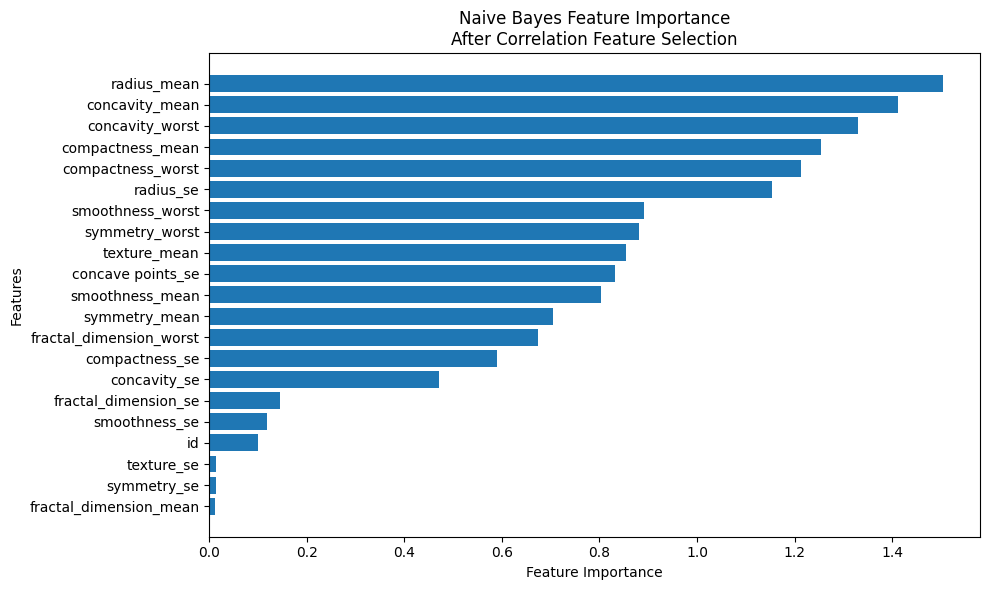 Naive Bayes Feature Importance
After Correlation Feature Selection
Features
radius_mean
concavity_mean
concavity_worst
compactness_mean
compactness_worst
radius_se
smoothness_worst
symmetry_worst
texture_mean
concave points_se
smoothness_mean
symmetry_mean
fractal_dimension_worst
compactness_se
concavity_se
fractal_dimension_se
smoothness_se
id
texture_se
symmetry_se
fractal_dimension_mean
0.0 0.2 0.4 0.6 0.8 1.0 1.2 1.4
Feature Importance